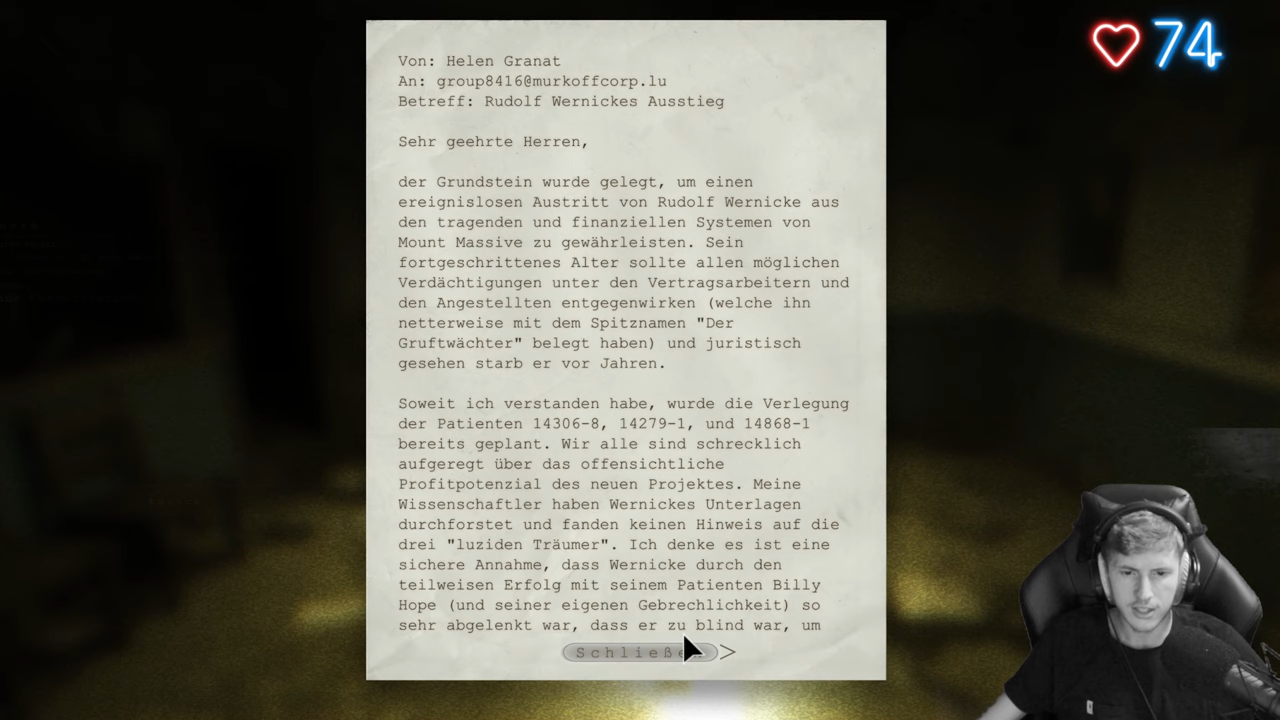 Von: Helen Granat
An: group8416@murkoffcorp.lu
Betreff: Rudolf Wernickes Ausstieg
Sehr geehrte Herren,
der Grundstein wurde gelegt, um einen
ereignislosen Austritt von Rudolf Wernicke aus
den tragenden und finanziellen Systemen von
Mount Massive zu gewährleisten. Sein
fortgeschrittenes Alter sollte allen möglichen
Verdächtigungen unter den Vertragsarbeitern und
den Angestellten entgegenwirken (welche ihn
netterweise mit dem Spitznamen "Der
Gruftwächter" belegt haben) und juristisch
gesehen starb er vor Jahren.
Soweit ich verstanden habe, wurde die Verlegung
der Patienten 14306-8, 14279-1, und 14868-1
bereits geplant. Wir alle sind schrecklich
aufgeregt über das offensichtliche
Profitpotenzial des neuen Projektes. Meine
Wissenschaftler haben Wernickes Unterlagen
durchforstet und fanden keinen Hinweis auf die
drei "luziden Träumer". Ich denke es ist eine
sichere Annahme, dass Wernicke durch den
teilweisen Erfolg mit seinem Patienten Billy
Hope (und seiner eigenen Gebrechlichkeit) so
sehr abgelenkt war, dass er zu blind war, um
Schließen >
74